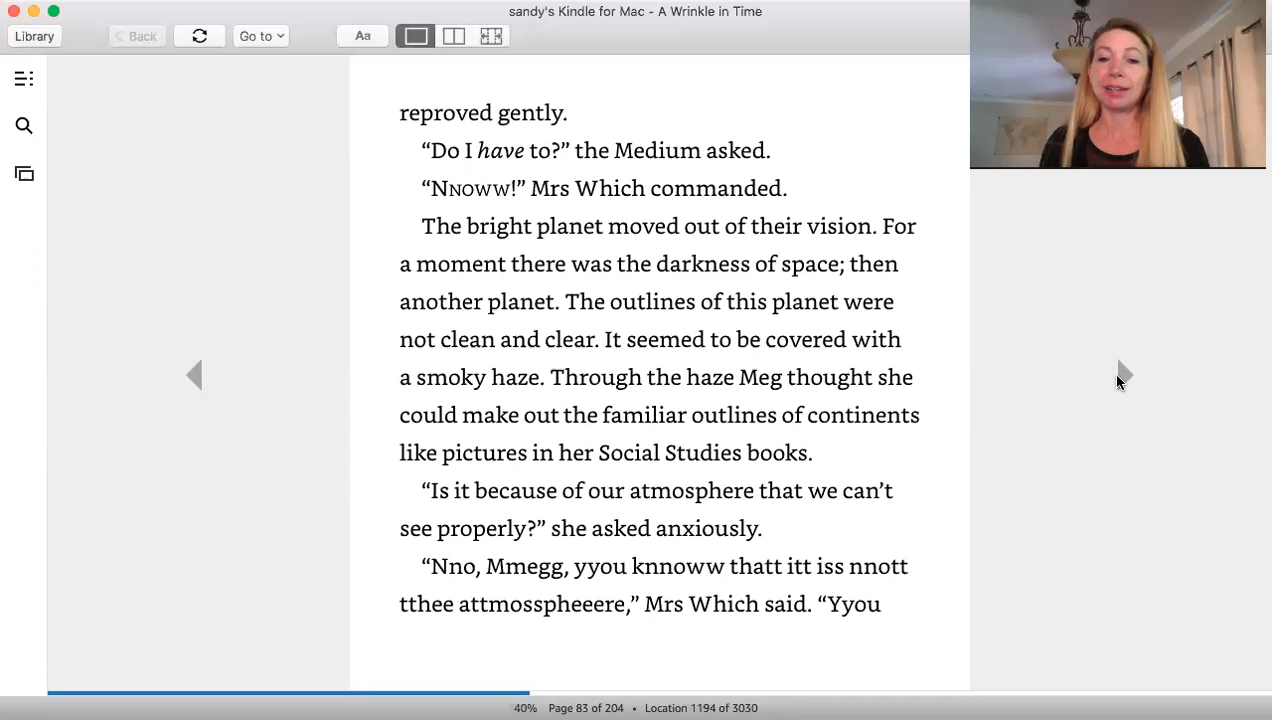 sandy's Kindle for Mac - A Wrinkle in Time
Library
Back
Go to
Aa
reproved gently.
“Do I have to?” the Medium asked.
“NNOWW!” Mrs Which commanded.
The bright planet moved out of their vision. For
a moment there was the darkness of space; then
another planet. The outlines of this planet were
not clean and clear. It seemed to be covered with
a smoky haze. Through the haze Meg thought she
could make out the familiar outlines of continents
like pictures in her Social Studies books.
“Is it because of our atmosphere that we can’t
see properly?” she asked anxiously.
“Nno, Mmegg, yyou knnoww thatt itt iss nnott
tthee attmosspheeere,” Mrs Which said. “Yyou
40% Page 83 of 204 • Location 1194 of 3030